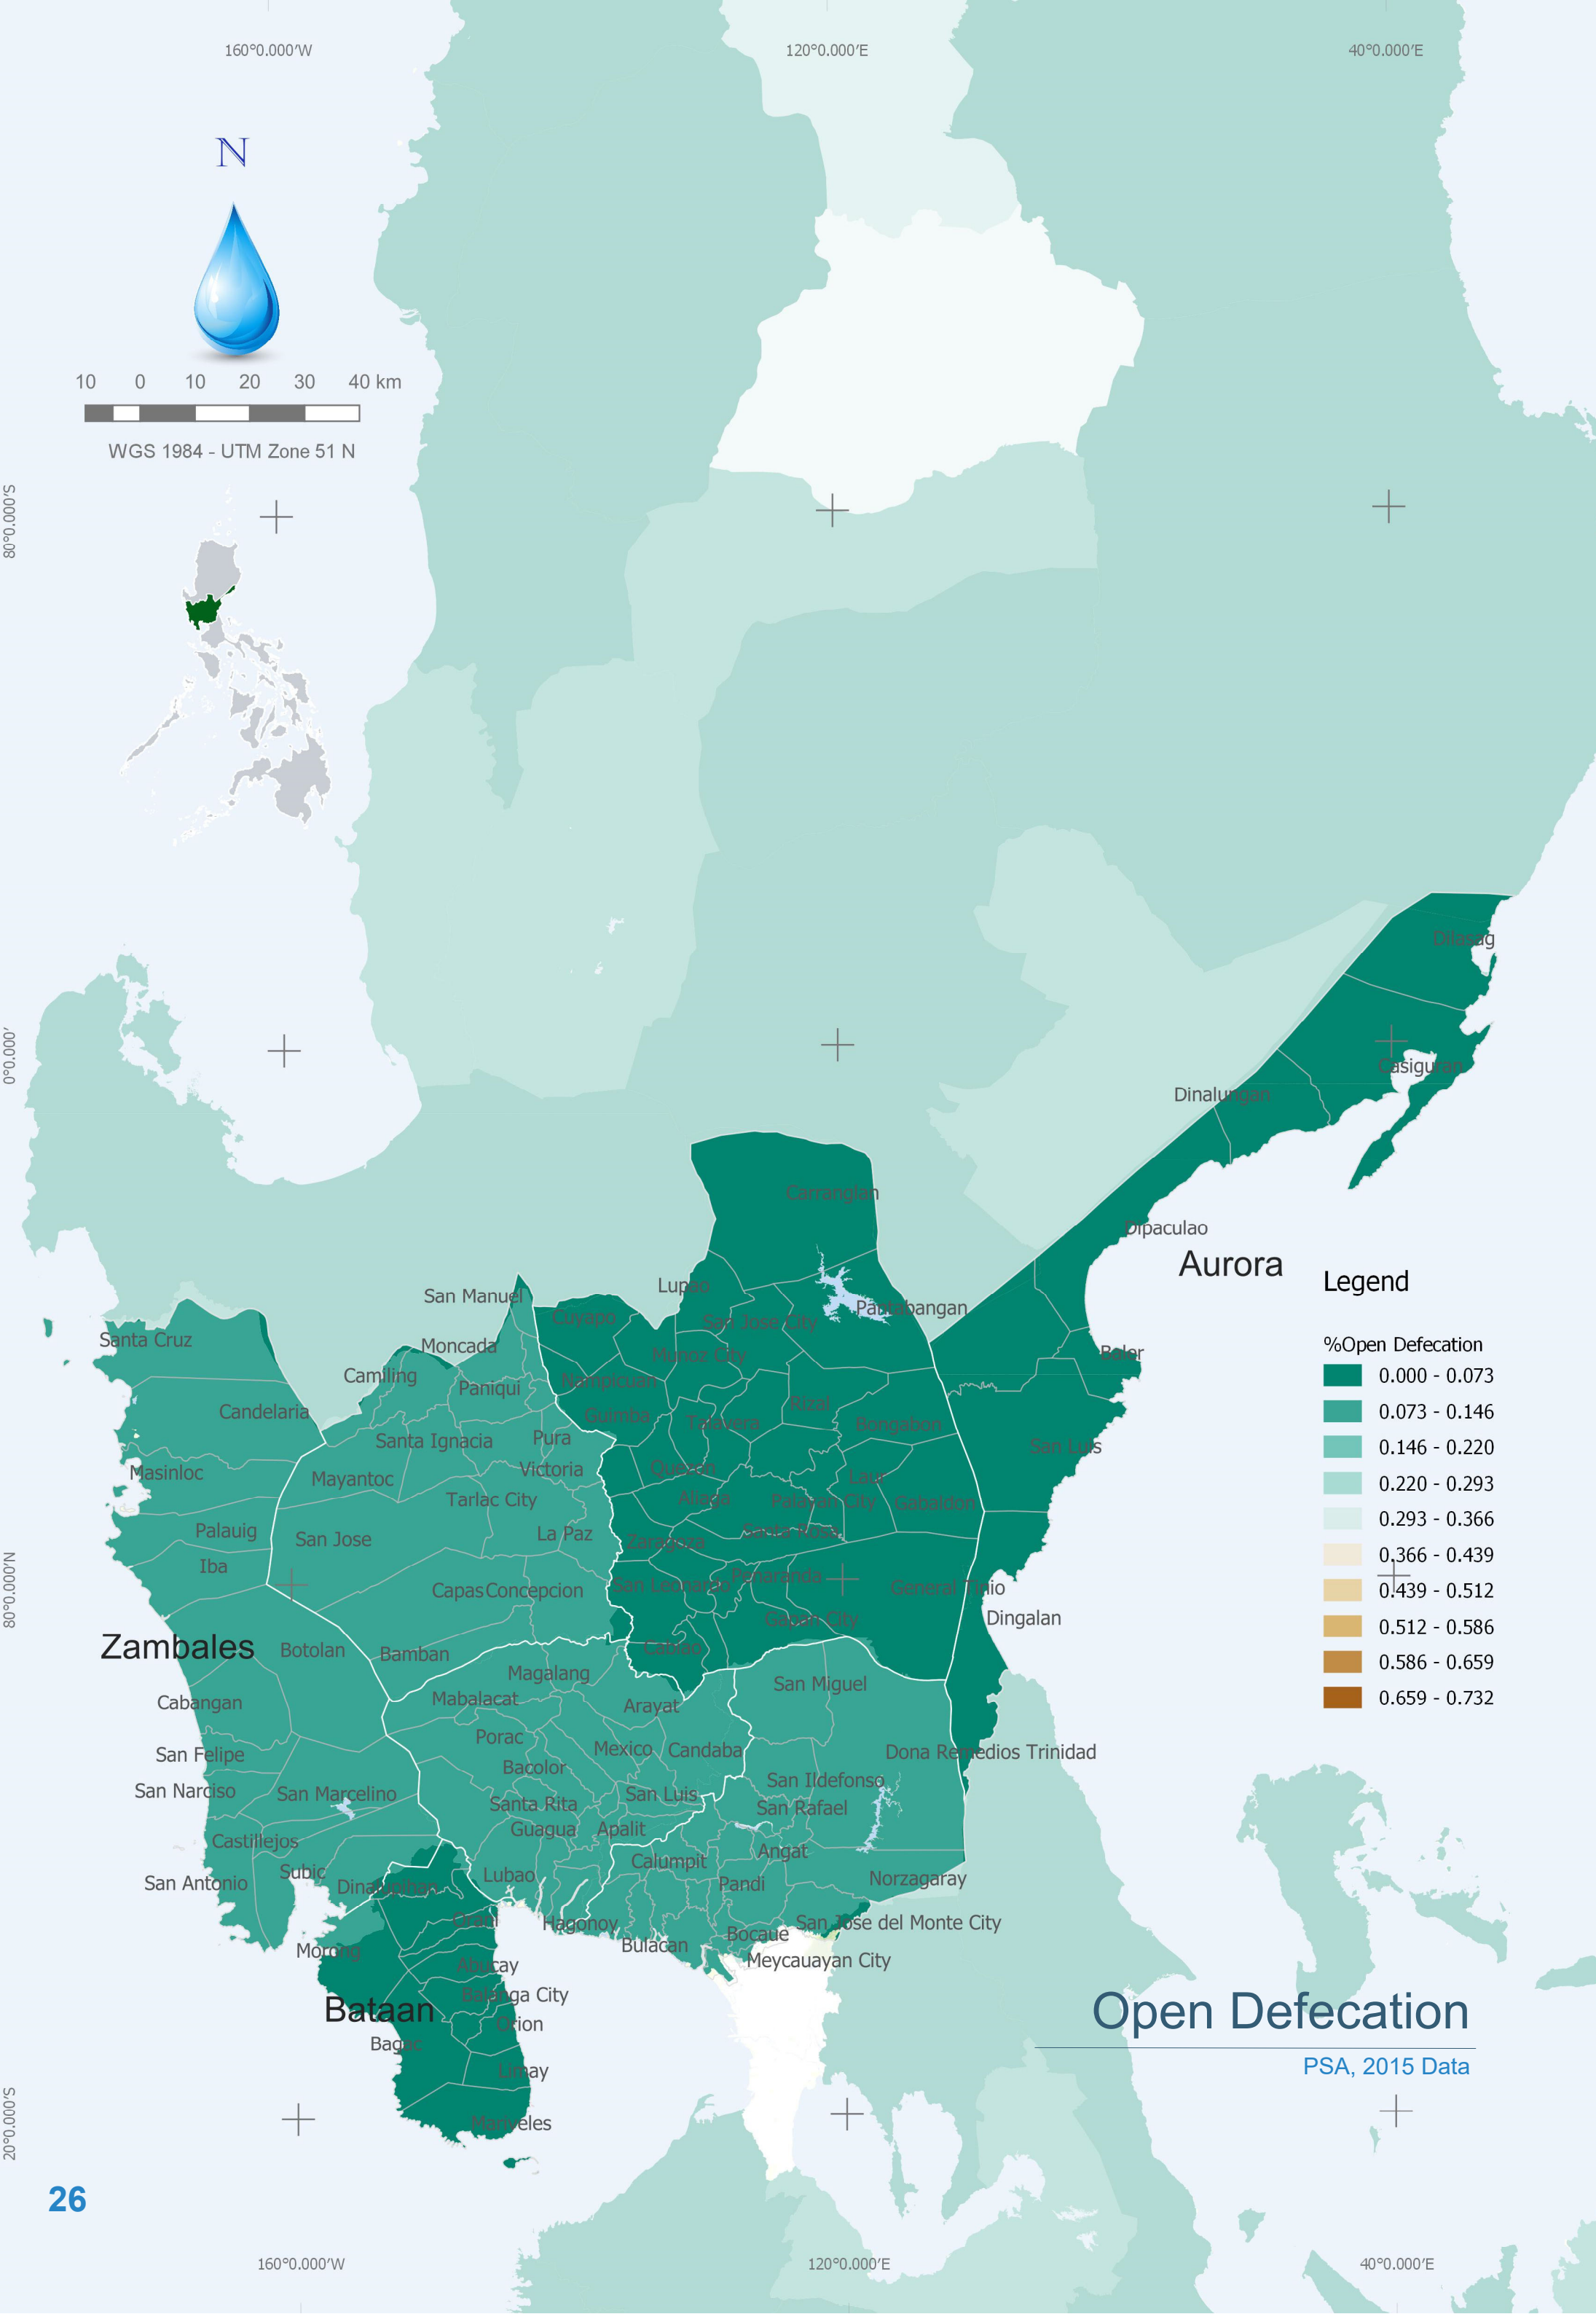 160°0.000'W 120°0.000'E 40°0.000'E
N
10 0 10 20 30 40 km
WGS 1984 - UTM Zone 51 N
80°0.000'S
0°0.000'
80°0.000'N
20°0.000'S
Dilasag
Casiguran
Dinalungan
Carranglan
Dipaculao
Aurora
Lupao
San Manuel
Pantabangan
Cuyapo
San Jose City
Santa Cruz
Moncada
Munoz City
Baler
Camiling
Paniqui
Nampicuan
Rizal
Candelaria
Guimba
Talavera
Bongabon
Santa Ignacia
Pura
San Luis
Masinloc
Mayantoc
Victoria
Quezon
Laur
Tarlac City
Aliaga
Palayan City
Gabaldon
Palauig
San Jose
La Paz
Zaragoza
Santa Rosa
Iba
Capas
Concepcion
San Leonardo
Penaranda
General Tinio
Gapan City
Dingalan
Zambales
Botolan
Bamban
Cabiao
Magalang
San Miguel
Cabangan
Mabalacat
Arayat
Porac
Mexico
Candaba
Dona Remedios Trinidad
San Felipe
Bacolor
San Narciso
San Marcelino
San Luis
San Ildefonso
Santa Rita
San Rafael
Castillejos
Guagua
Apalit
Angat
Subic
Calumpit
San Antonio
Dinalupihan
Lubao
Pandi
Norzagaray
Orani
Hagonoy
San Jose del Monte City
Morong
Bulacan
Bocaue
Abucay
Meycauayan City
Balanga City
Bataan
Orion
Bagac
Limay
Mariveles
Legend
%Open Defecation
0.000 - 0.073
0.073 - 0.146
0.146 - 0.220
0.220 - 0.293
0.293 - 0.366
0.366 - 0.439
0.439 - 0.512
0.512 - 0.586
0.586 - 0.659
0.659 - 0.732
Open Defecation
PSA, 2015 Data
26
160°0.000'W 120°0.000'E 40°0.000'E